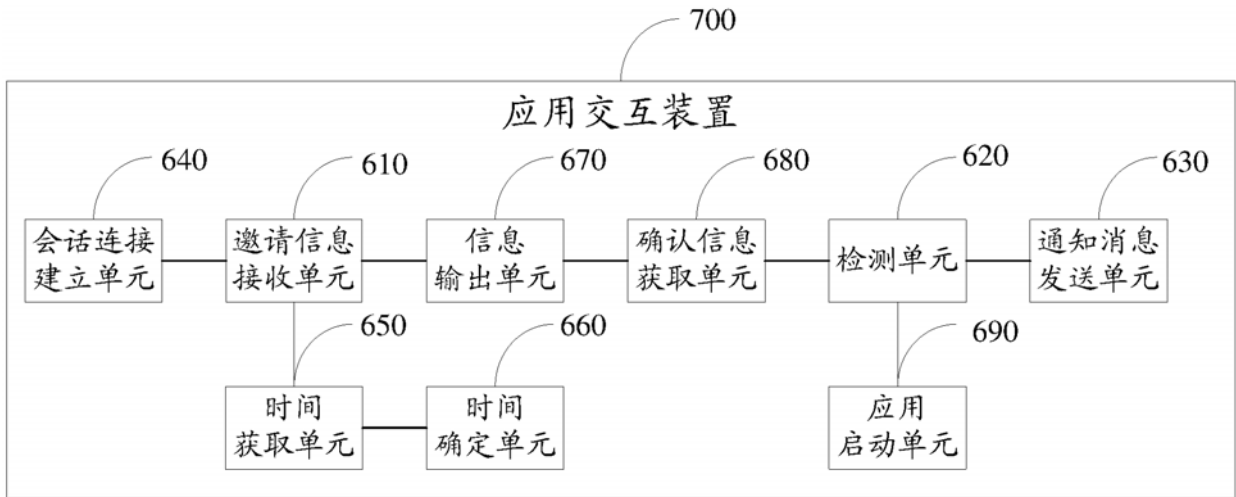 700
应用交互装置
640
610
670
680
620
630
会话连接
建立单元
邀请信息
接收单元
信息
输出单元
确认信息
获取单元
检测单元
通知消息
发送单元
650
660
690
时间
获取单元
时间
确定单元
应用
启动单元